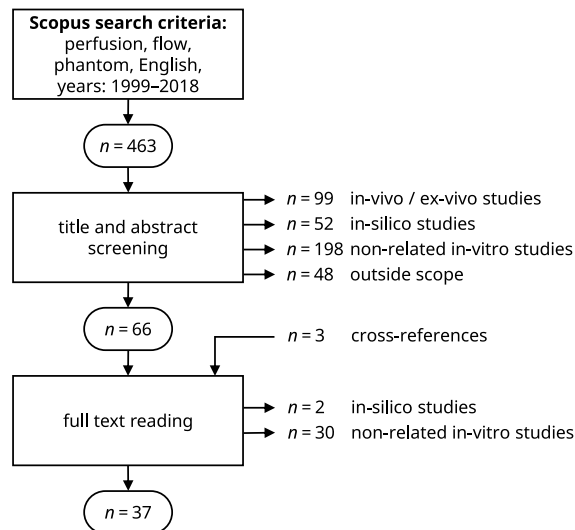 Scopus search criteria:
perfusion, flow,
phantom, English,
years: 1999–2018
n = 463
title and abstract
screening
n = 99 in-vivo / ex-vivo studies
n = 52 in-silico studies
n = 198 non-related in-vitro studies
n = 48 outside scope
n = 66
n = 3 cross-references
full text reading
n = 2 in-silico studies
n = 30 non-related in-vitro studies
n = 37